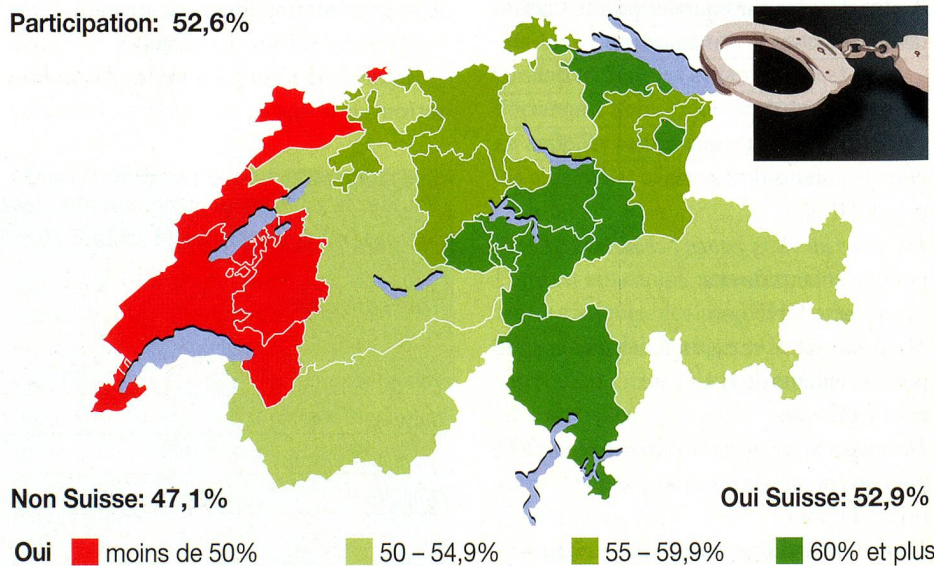 Participation: 52,6%
Non Suisse: 47,1%
Oui Suisse: 52,9%
Oui
moins de 50%
50 – 54,9%
55 – 59,9%
60% et plus